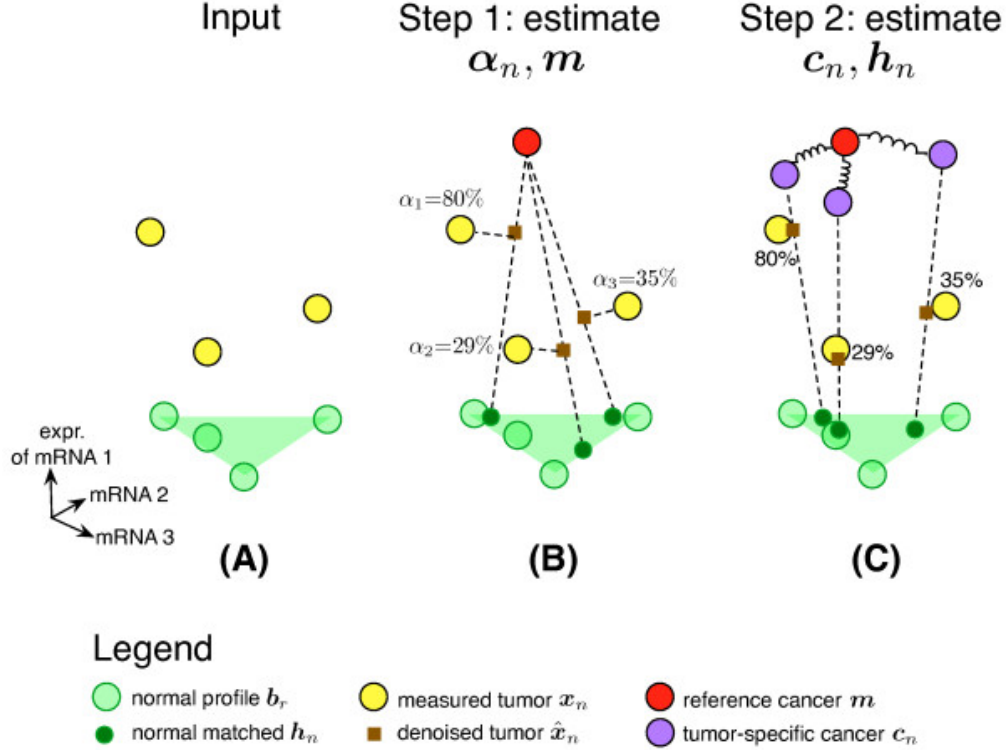 Input
Step 1: estimate
αₙ, m
Step 2: estimate
cₙ, hₙ
α₁=80%
α₃=35%
α₂=29%
80%
35%
29%
expr.
of mRNA 1
mRNA 2
mRNA 3
(A)
(B)
(C)
Legend
normal profile bᵣ
measured tumor xₙ
reference cancer m
normal matched hₙ
denoised tumor x̂ₙ
tumor-specific cancer cₙ